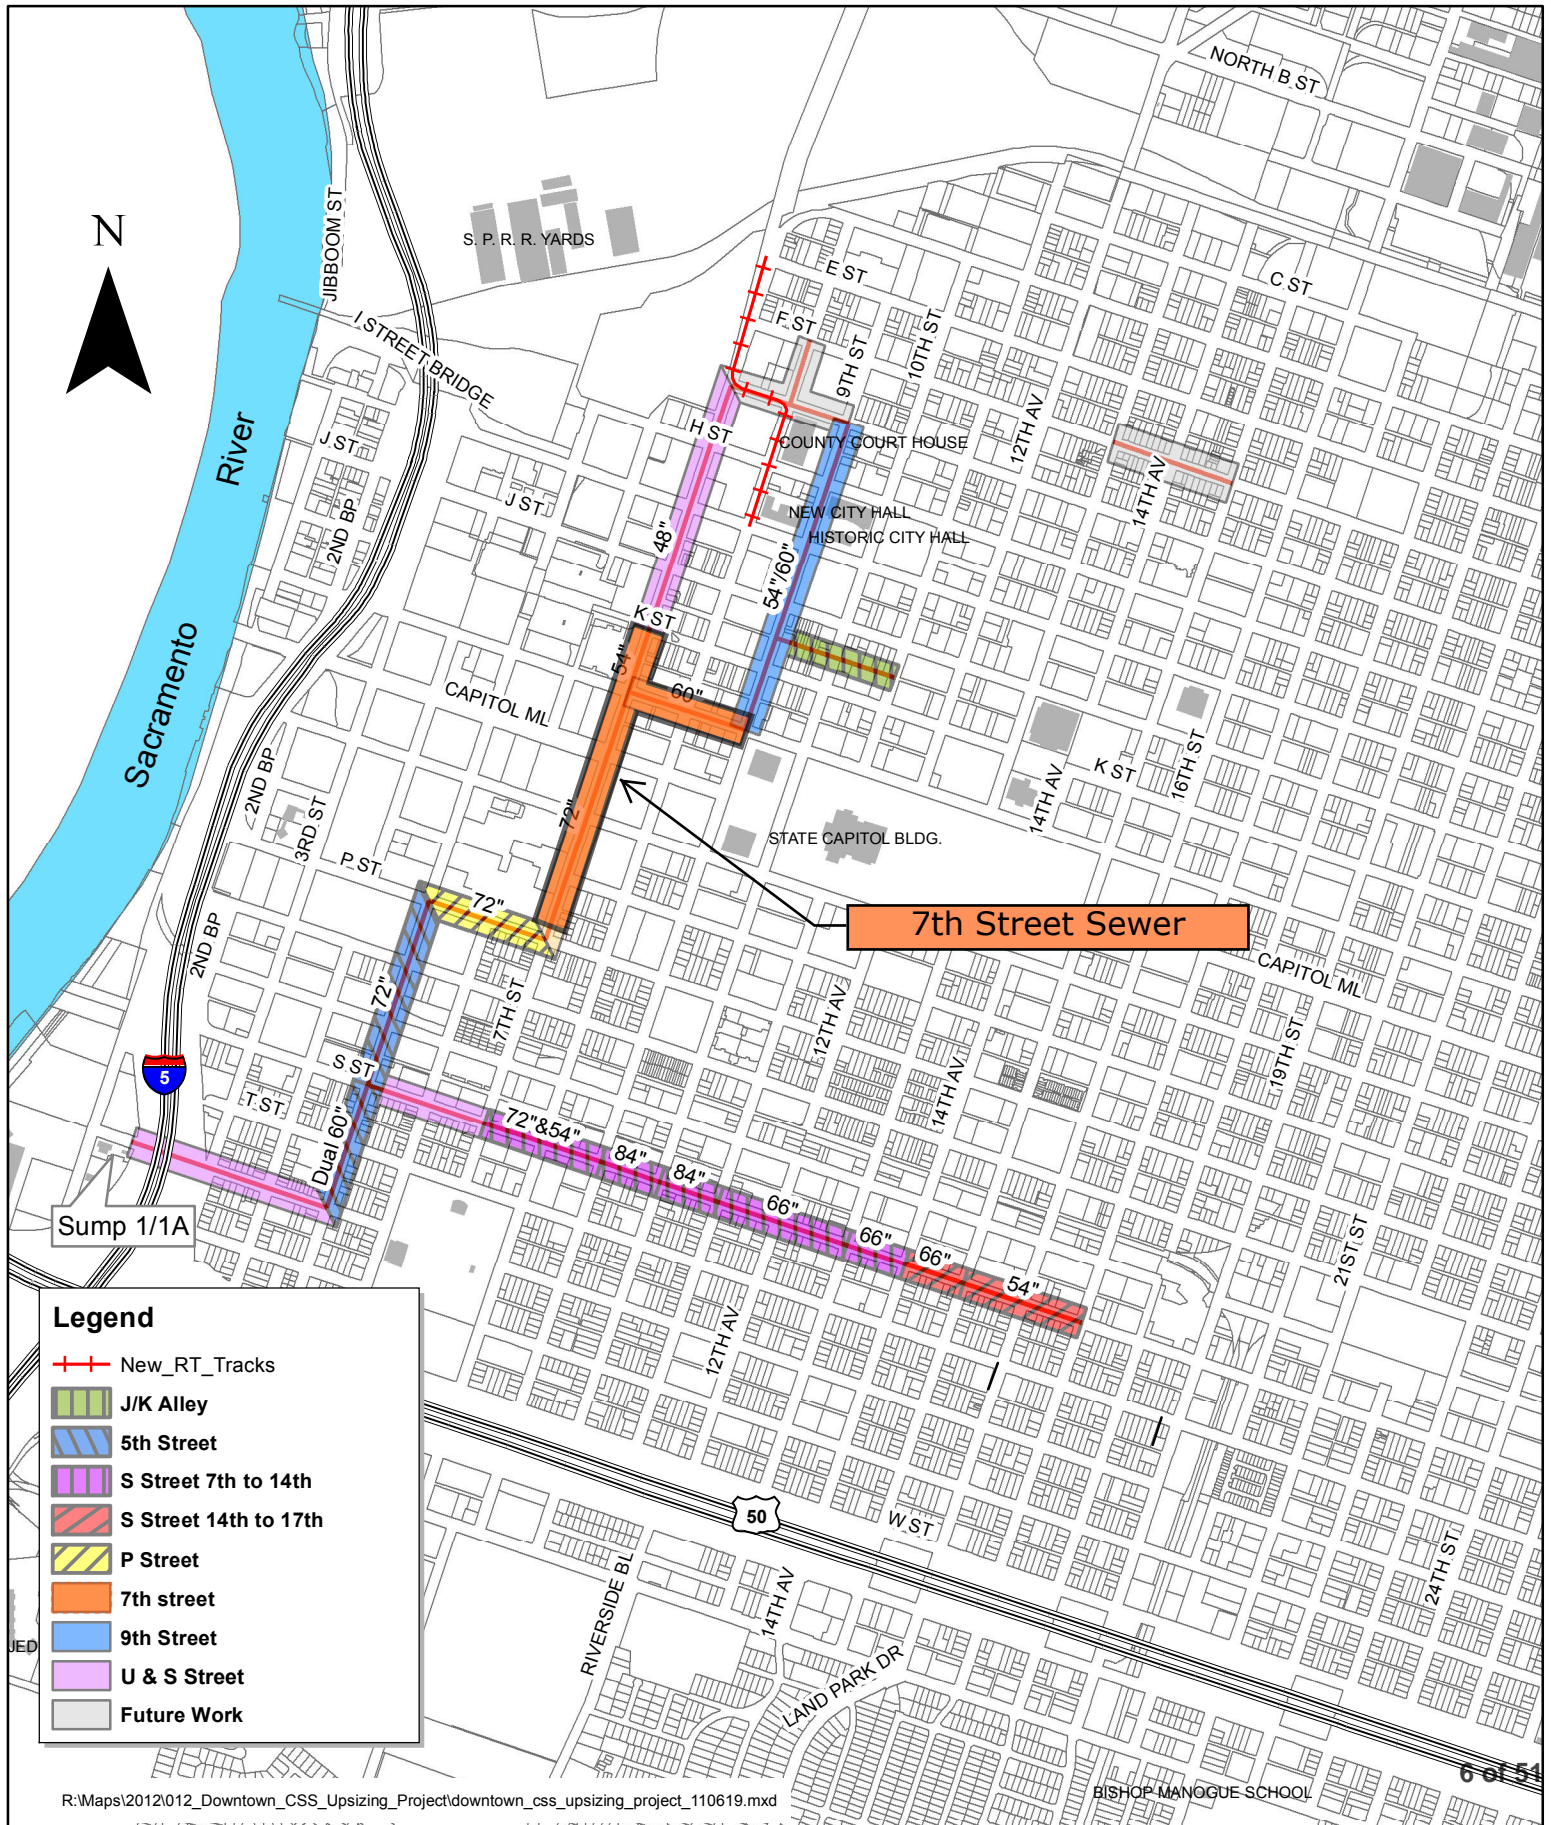 NORTH B ST
N
JIBBOOM ST
S. P. R. R. YARDS
E ST
C ST
F ST
I STREET BRIDGE
9TH ST
10TH ST
12TH AV
H ST
J ST
River
COUNTY COURT HOUSE
14TH AV
J ST
2ND BP
48"
NEW CITY HALL
HISTORIC CITY HALL
54"/60"
K ST
54"
60"
Sacramento
CAPITOL ML
K ST
16TH ST
14TH AV
2ND BP
3RD ST
72"
STATE CAPITOL BLDG.
P ST
72"
7th Street Sewer
2ND BP
CAPITOL ML
72"
7TH ST
12TH AV
19TH ST
5
S ST
14TH AV
T ST
Dual 60"
72"&54"
84"
84"
66"
66"
66"
54"
Sump 1/1A
21ST ST
12TH AV
Legend
New_RT_Tracks
J/K Alley
5th Street
S Street 7th to 14th
S Street 14th to 17th
P Street
7th street
9th Street
U & S Street
Future Work
50
W ST
24TH ST
RIVERSIDE BL
14TH AV
LAND PARK DR
JED
BISHOP MANOGUE SCHOOL
6 of 51
R:\Maps\2012\012_Downtown_CSS_Upsizing_Project\downtown_css_upsizing_project_110619.mxd